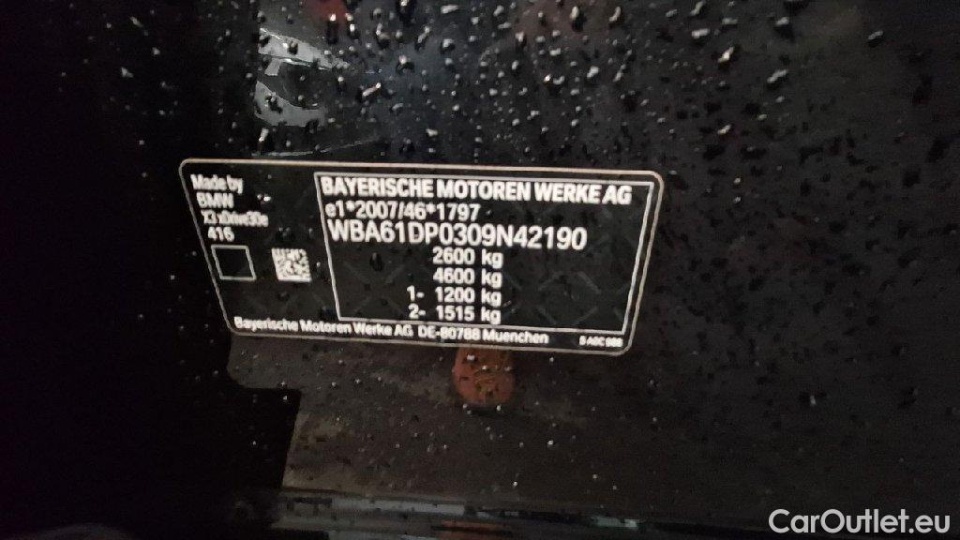 Made by
BMW
X3 xDrive30e
416
BAYERISCHE MOTOREN WERKE AG
e1*2007/46*1797
WBA61DP0309N42190
2600 kg
4600 kg
1- 1200 kg
2- 1515 kg
Bayerische Motoren Werke AG DE-80788 Muenchen
CarOutlet.eu